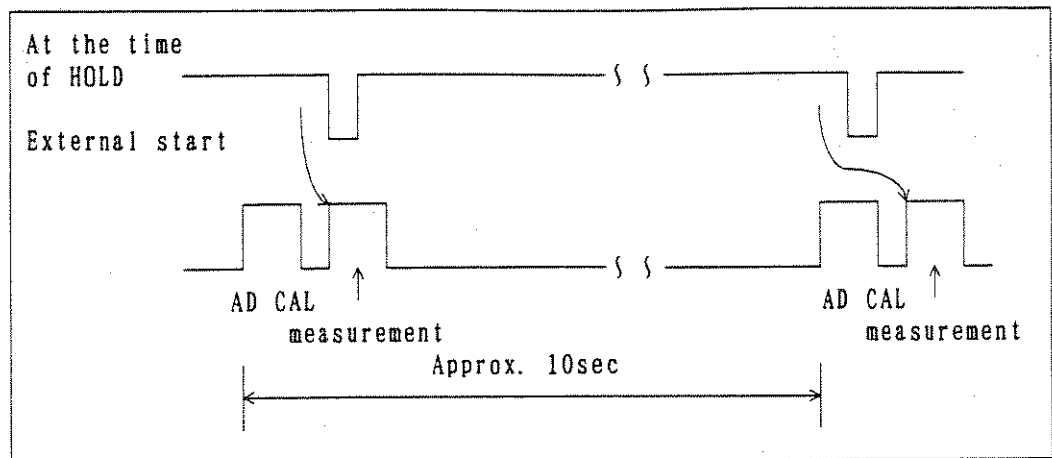 At the time
of HOLD
External start
AD CAL
measurement
AD CAL
measurement
Approx. 10sec